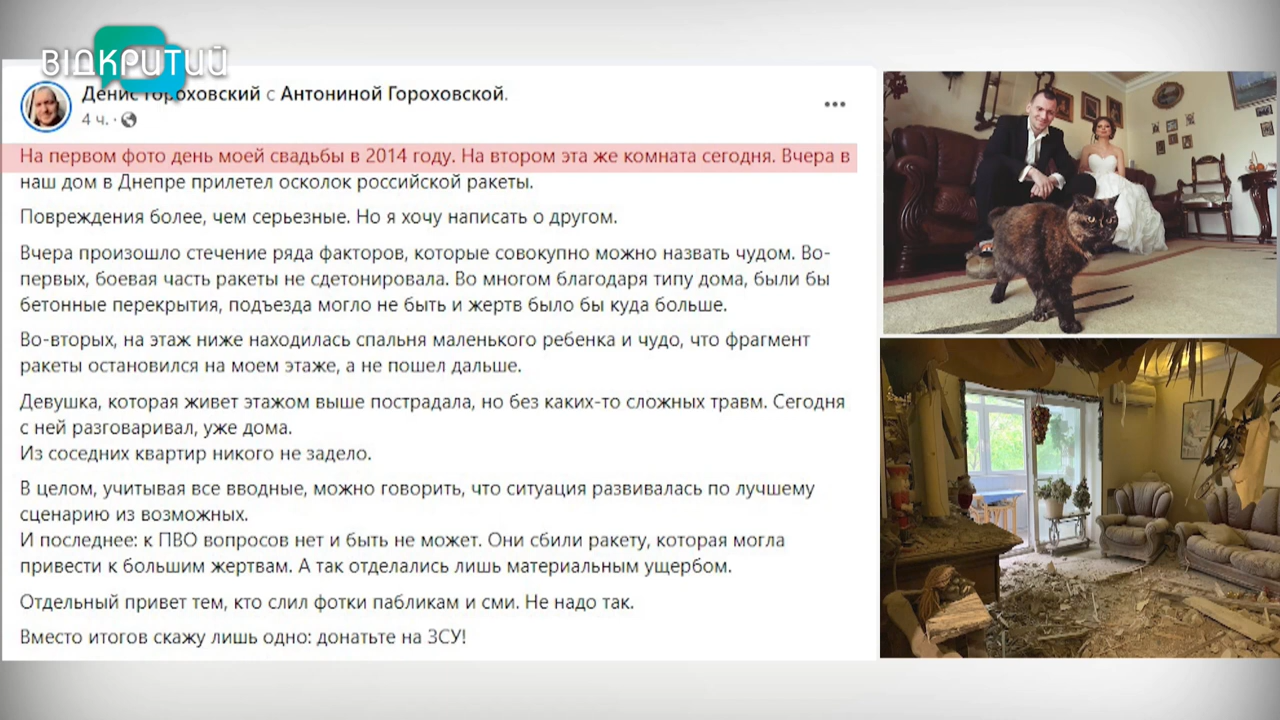 ВІДКРИТИЙ
Денис Гороховский с Антониной Гороховской.
4 ч. ·
На первом фото день моей свадьбы в 2014 году. На втором эта же комната сегодня. Вчера в
наш дом в Днепре прилетел осколок российской ракеты.
Повреждения более, чем серьезные. Но я хочу написать о другом.
Вчера произошло стечение ряда факторов, которые совокупно можно назвать чудом. Во-
первых, боевая часть ракеты не сдетонировала. Во многом благодаря типу дома, были бы
бетонные перекрытия, подъезда могло не быть и жертв было бы куда больше.
Во-вторых, на этаж ниже находилась спальня маленького ребенка и чудо, что фрагмент
ракеты остановился на моем этаже, а не пошел дальше.
Девушка, которая живет этажом выше пострадала, но без каких-то сложных травм. Сегодня
с ней разговаривал, уже дома.
Из соседних квартир никого не задело.
В целом, учитывая все вводные, можно говорить, что ситуация развивалась по лучшему
сценарию из возможных.
И последнее: к ПВО вопросов нет и быть не может. Они сбили ракету, которая могла
привести к большим жертвам. А так отделались лишь материальным ущербом.
Отдельный привет тем, кто слил фотки пабликам и сми. Не надо так.
Вместо итогов скажу лишь одно: донатьте на ЗСУ!